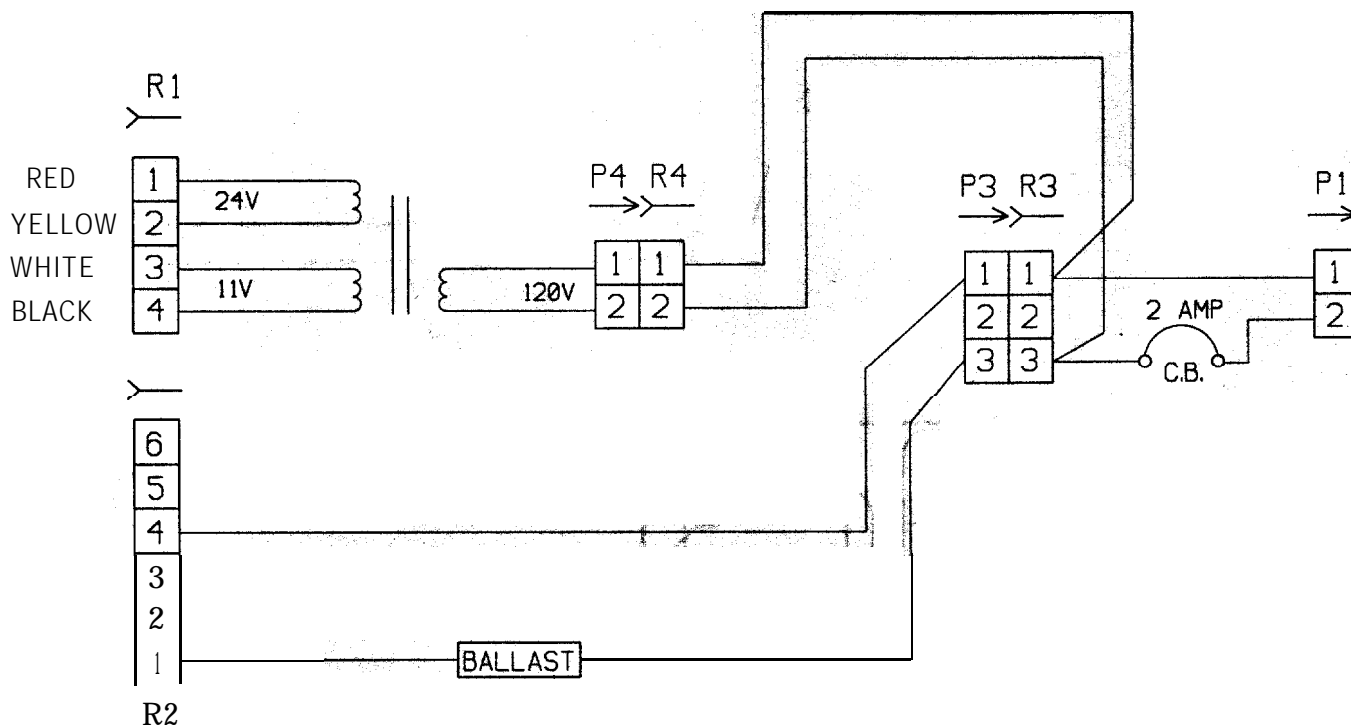 R1
RED 1
24V
YELLOW 2
WHITE 3
11V
BLACK 4
P4 R4
1 1
120V
2 2
P3 R3
1 1
2 2
3 3
2 AMP
C.B.
P1
1
2
6
5
4
3
2
1
BALLAST
R2